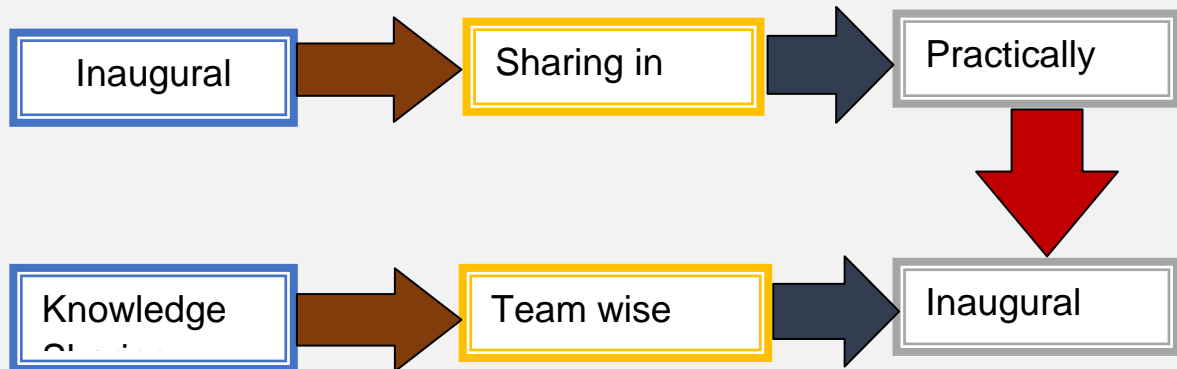 Inaugural
Sharing in
Practically
Knowledge
Team wise
Inaugural